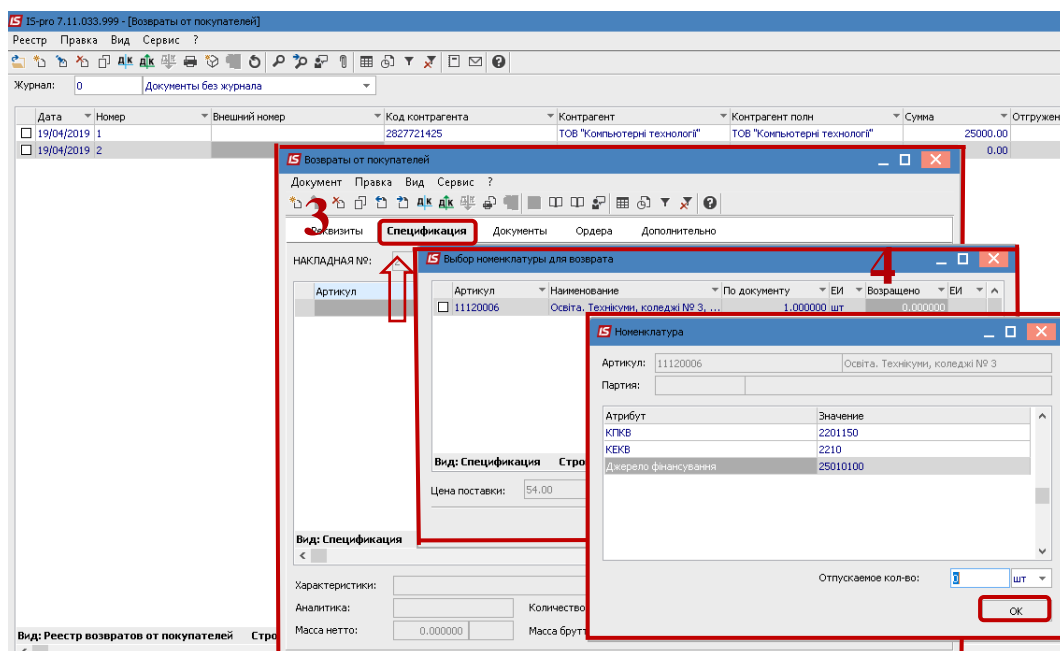 IS-pro 7.11.033.999 - [Возвраты от покупателей]
Реестр Правка Вид Сервис ?
Журнал: 0 Документы без журнала
Дата Номер Внешний номер Код контрагента Контрагент Контрагент полн Сумма Отгружен
19/04/2019 1 2827721425 ТОВ "Компьютерні технології" ТОВ "Компьютерні технології" 25000.00
19/04/2019 2 0.00
Возвраты от покупателей
Документ Правка Вид Сервис ?
3
Реквизиты Спецификация Документы Ордера Дополнительно
НАКЛАДНАЯ №: 2
Артикул
Выбор номенклатуры для возврата
4
Артикул Наименование По документу ЕИ Возращено ЕИ
11120006 Освіта. Технікуми, коледжі № 3, ... 1.000000 шт 0.000000
Номенклатура
Артикул: 11120006 Освіта. Технікуми, коледжі № 3
Партия:
Атрибут Значение
КПКВ 2201150
КЕКВ 2210
Джерело фінансування 25010100
Вид: Спецификация Стро
Цена поставки: 54.00
Отпускаемое кол-во: 0 шт
OK
Вид: Спецификация
Характеристики:
Аналитика: Количество
Масса нетто: 0.000000 Масса брутт
Вид: Реестр возвратов от покупателей Стро